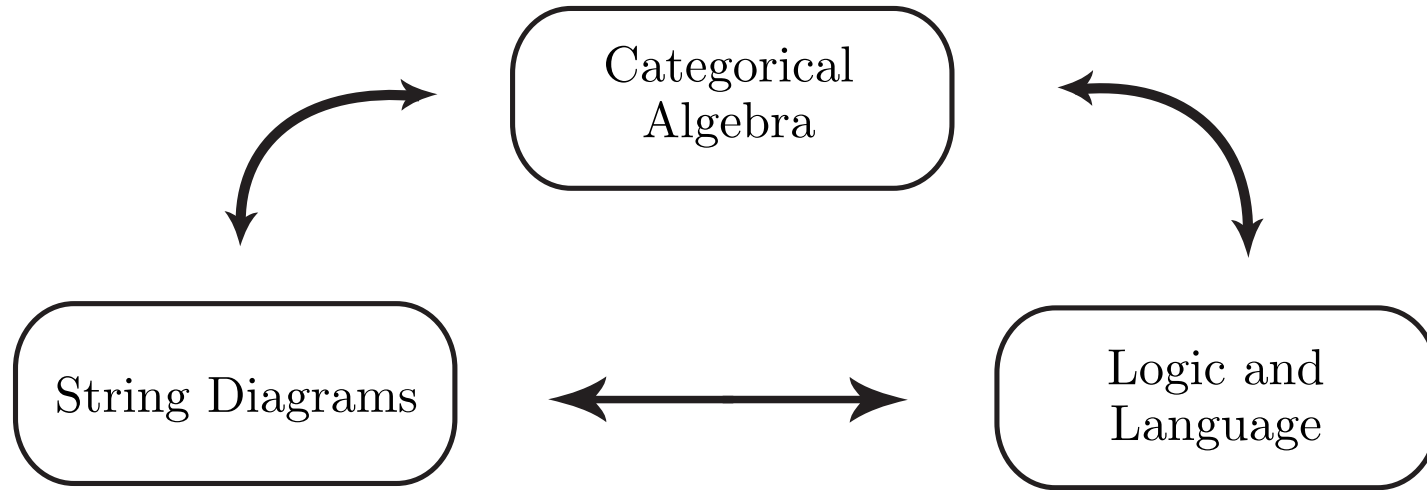 Categorical
Algebra
String Diagrams
Logic and
Language